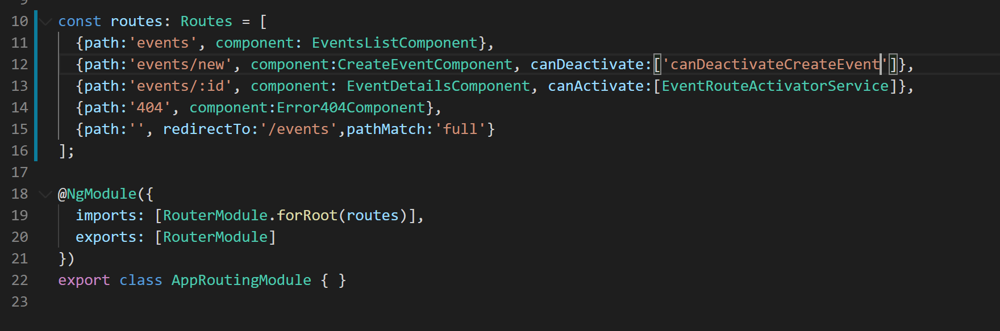 9
10 const routes: Routes = [
11 {path:'events', component: EventsListComponent},
12 {path:'events/new', component:CreateEventComponent, canDeactivate:['canDeactivateCreateEvent']},
13 {path:'events/:id', component: EventDetailsComponent, canActivate:[EventRouteActivatorService]},
14 {path:'404', component:Error404Component},
15 {path:'', redirectTo:'/events',pathMatch:'full'}
16 ];
17
18 @NgModule({
19 imports: [RouterModule.forRoot(routes)],
20 exports: [RouterModule]
21 })
22 export class AppRoutingModule { }
23